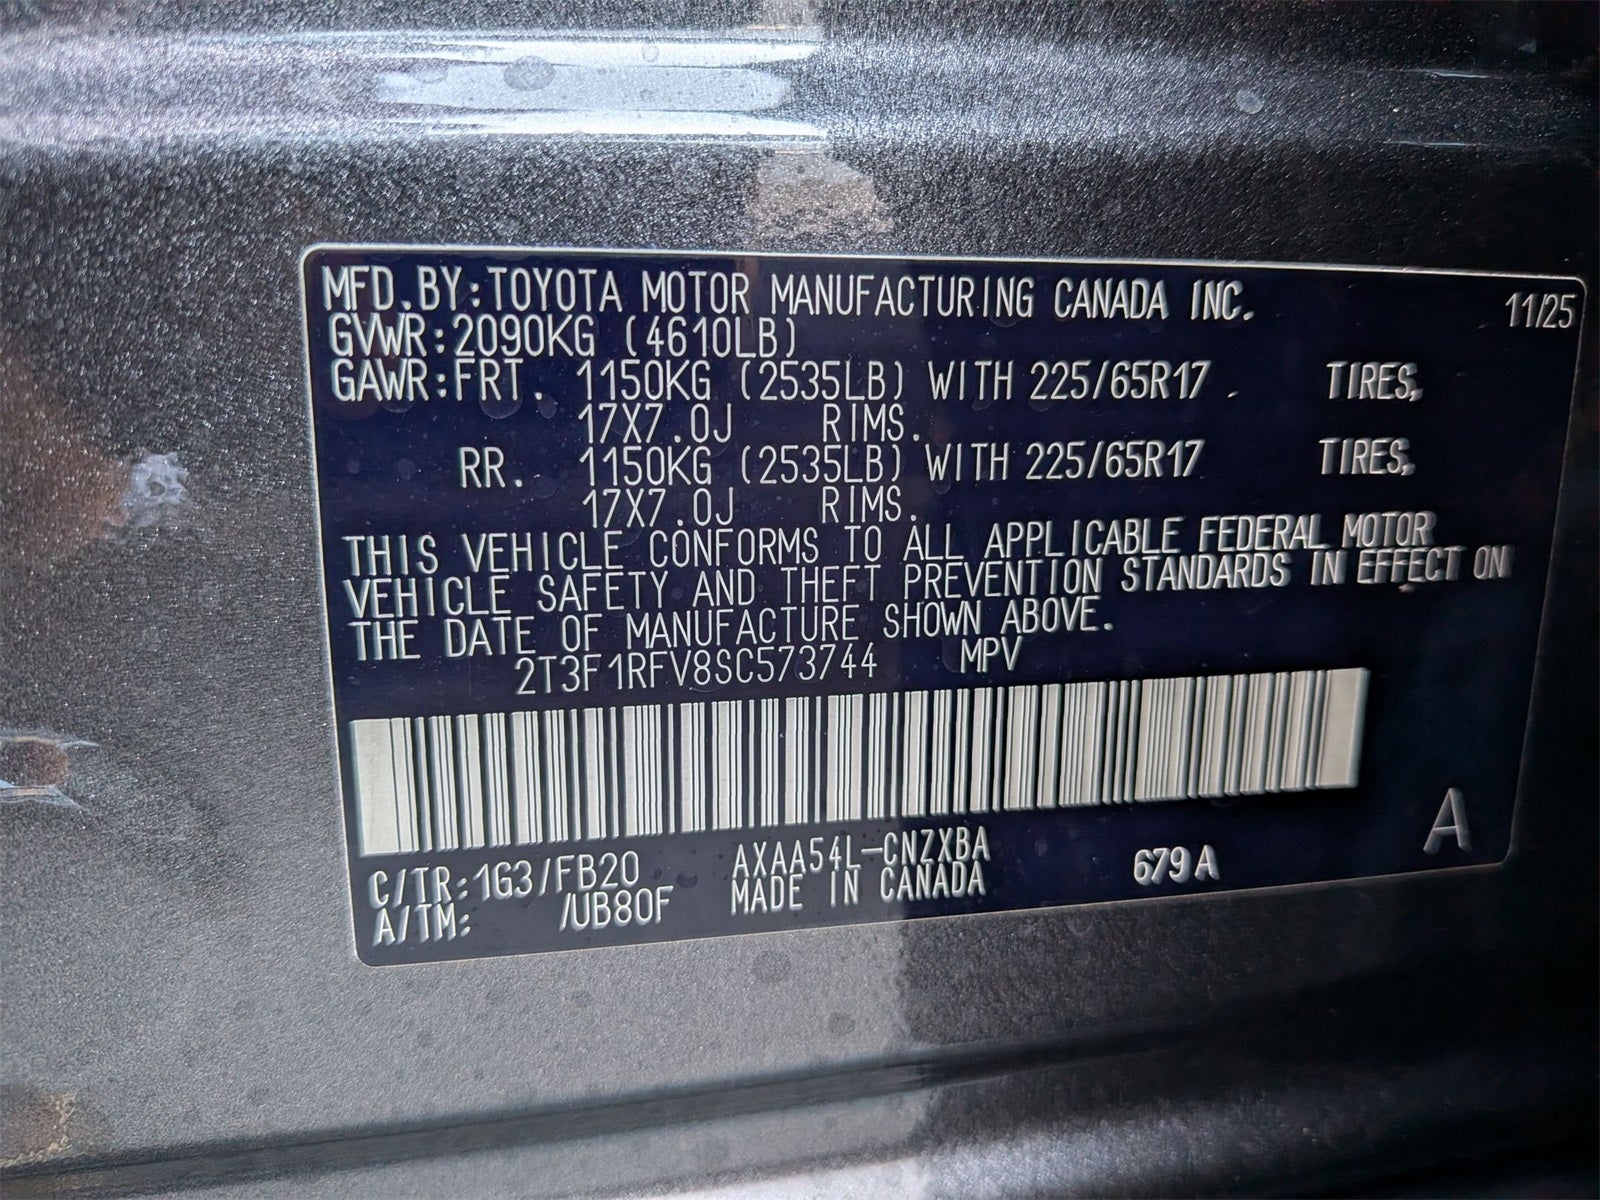 MFD.BY:TOYOTA MOTOR MANUFACTURING CANADA INC. 11/25
GVWR:2090KG (4610LB)
GAWR:FRT. 1150KG (2535LB) WITH 225/65R17 TIRES,
17X7.0J RIMS.
RR. 1150KG (2535LB) WITH 225/65R17 TIRES,
17X7.0J RIMS.
THIS VEHICLE CONFORMS TO ALL APPLICABLE FEDERAL MOTOR
VEHICLE SAFETY AND THEFT PREVENTION STANDARDS IN EFFECT ON
THE DATE OF MANUFACTURE SHOWN ABOVE.
2T3F1RFV8SC573744 MPV
A
C/TR:1G3/FB20 AXAA54L-CNZXBA 679A
A/TM: /UB80F MADE IN CANADA